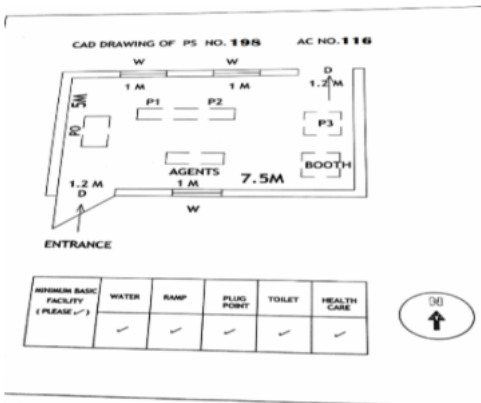 CAD DRAWING OF PS NO. 198 AC NO. 116
W W D
1 M 1 M 1.2 M
5M
P1 P2
P3
PO
AGENTS
BOOTH
1.2 M 1 M 7.5M
D
W
ENTRANCE
MINIMUM BASIC FACILITY (PLEASE ✓) WATER RAMP PLUG POINT TOILET HEALTH CARE
✓ ✓ ✓ ✓ ✓
N